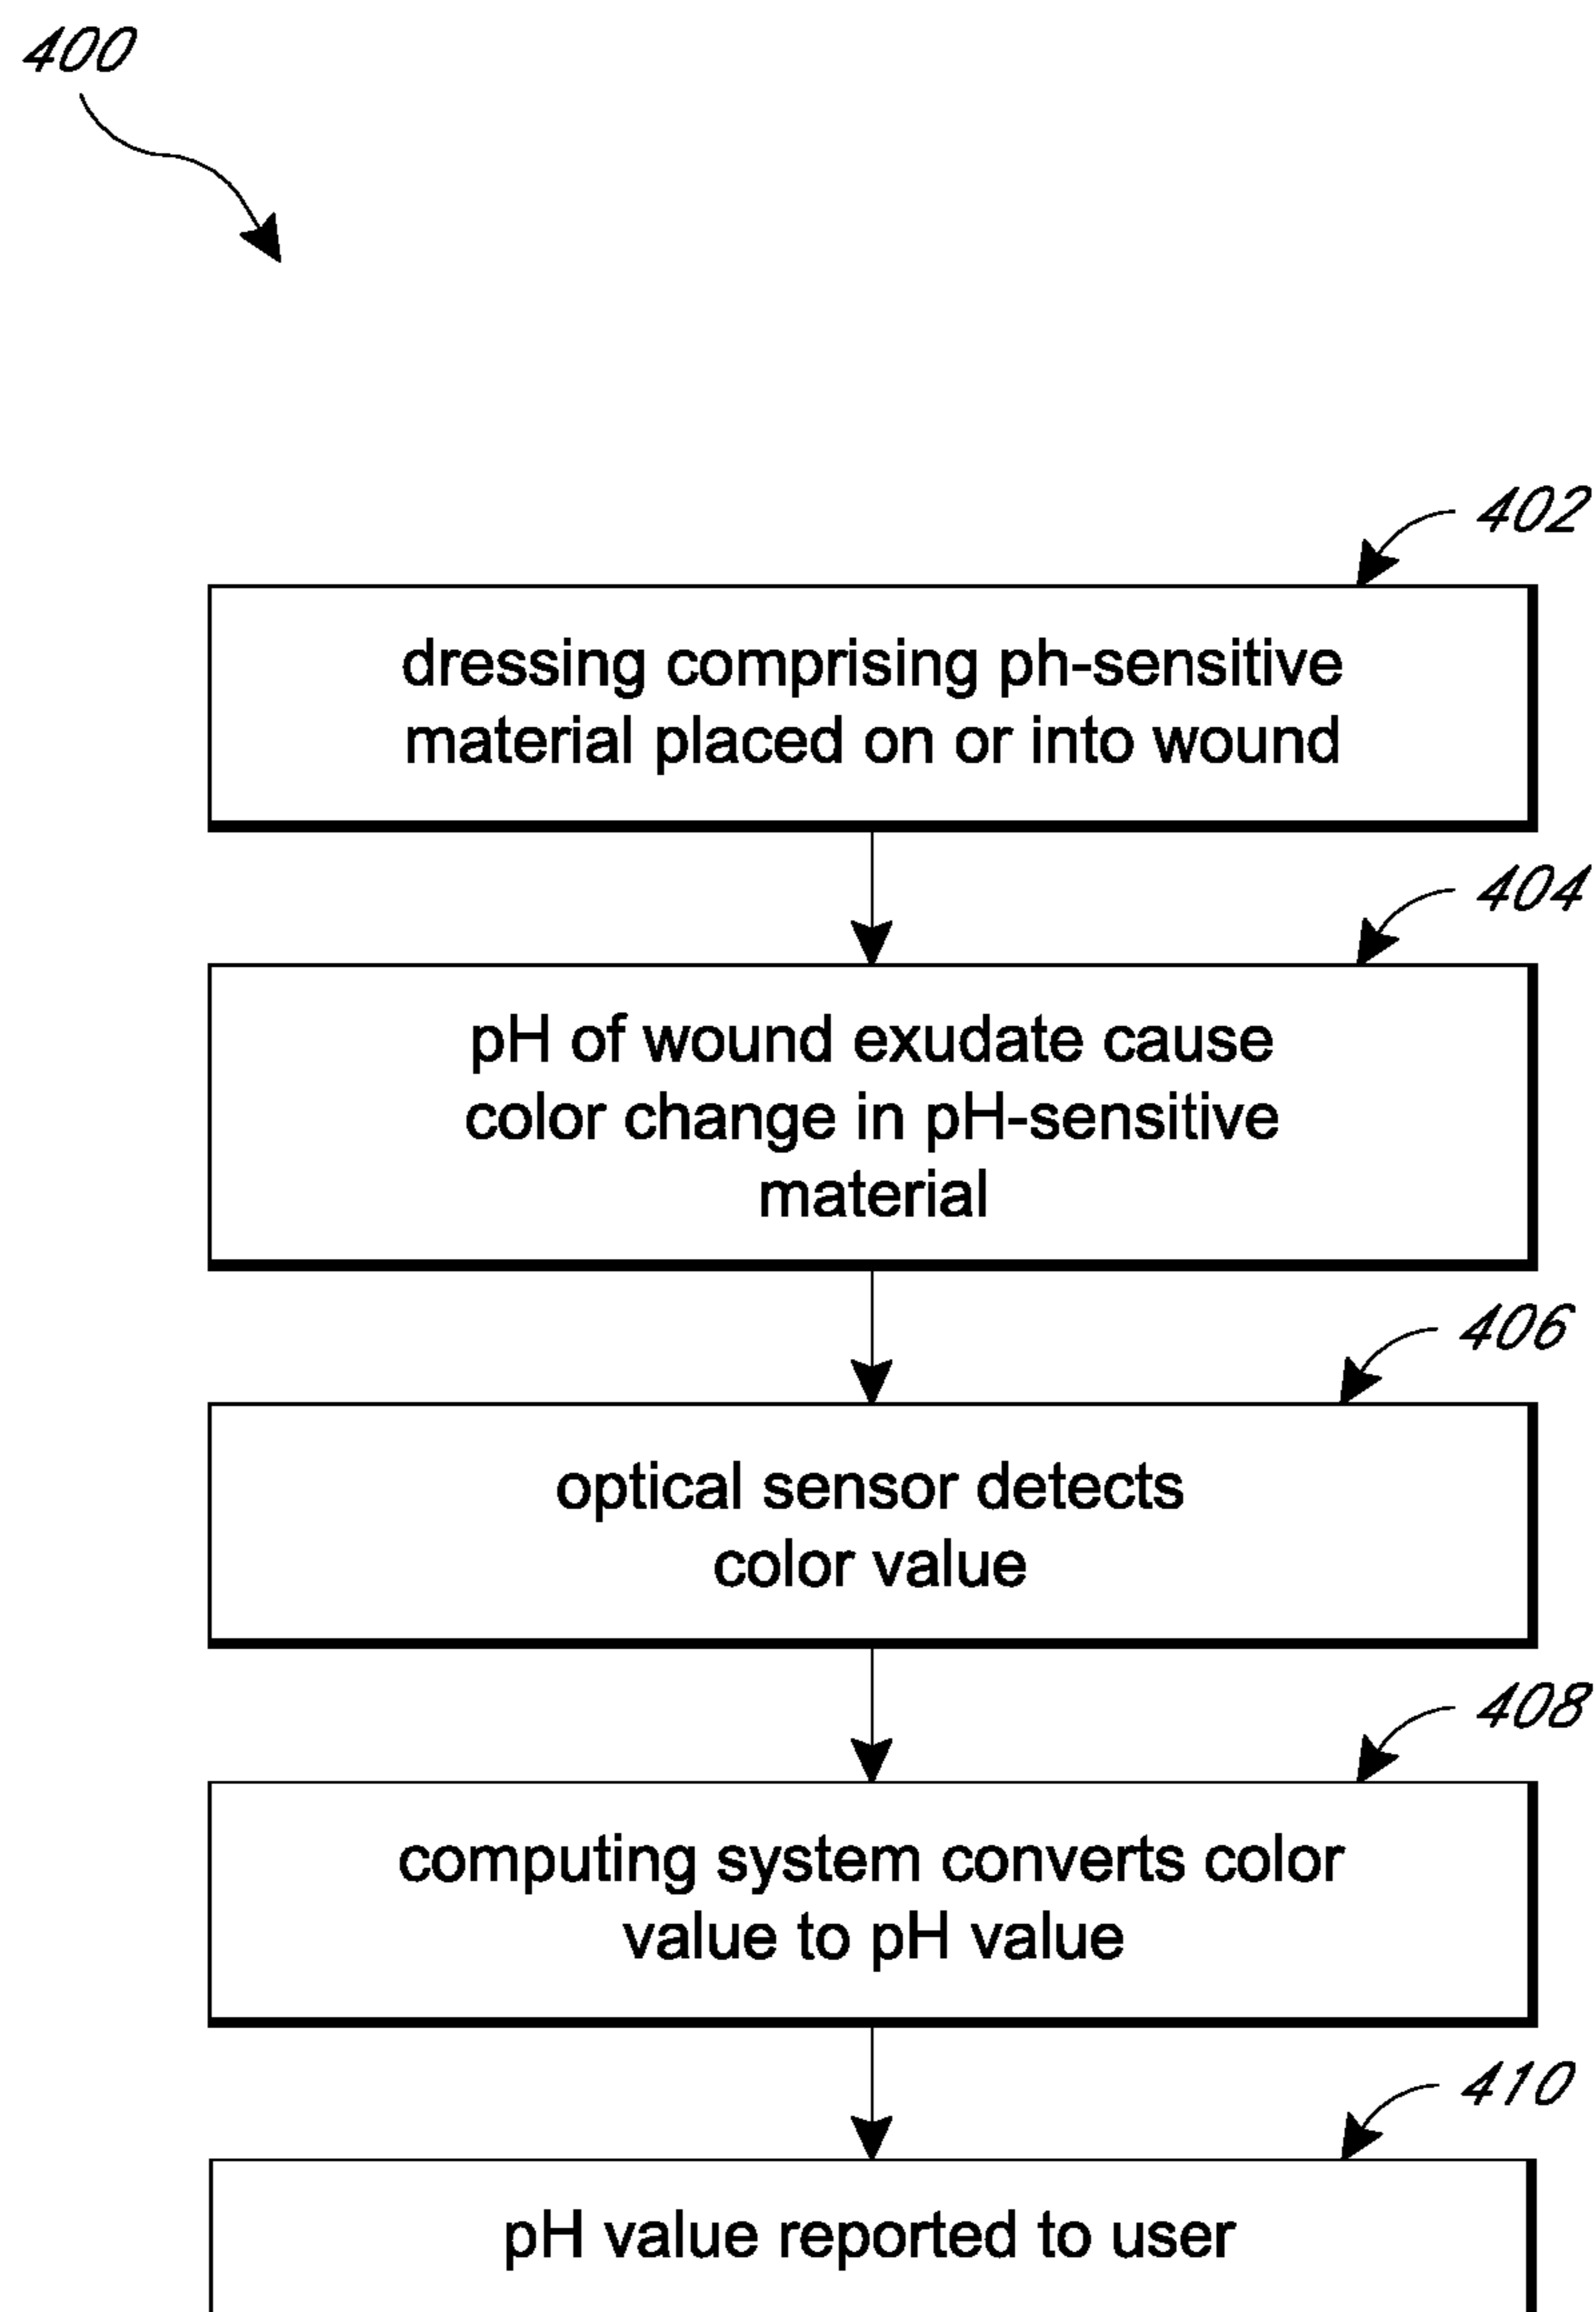 400
402
dressing comprising ph-sensitive
material placed on or into wound
404
pH of wound exudate cause
color change in pH-sensitive
material
406
optical sensor detects
color value
408
computing system converts color
value to pH value
410
pH value reported to user